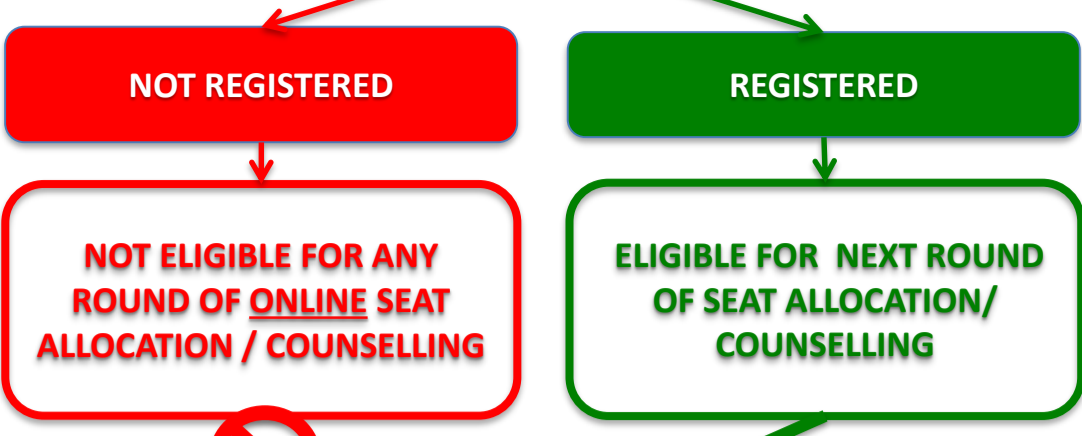 NOT REGISTERED
REGISTERED
NOT ELIGIBLE FOR ANY
ROUND OF ONLINE SEAT
ALLOCATION / COUNSELLING
ELIGIBLE FOR NEXT ROUND
OF SEAT ALLOCATION/
COUNSELLING